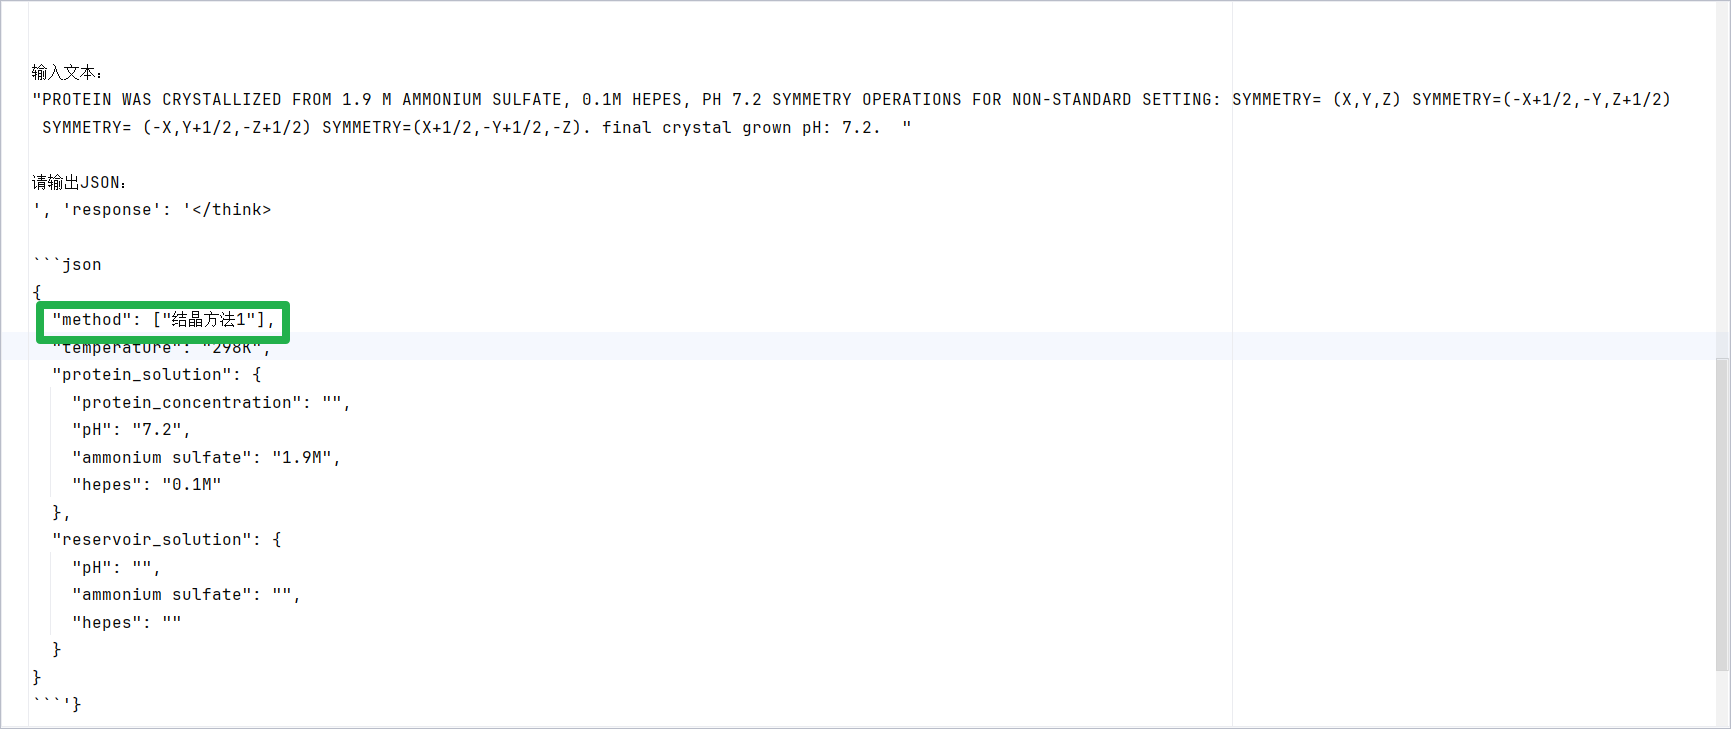 输入文本:
"PROTEIN WAS CRYSTALLIZED FROM 1.9 M AMMONIUM SULFATE, 0.1M HEPES, PH 7.2 SYMMETRY OPERATIONS FOR NON-STANDARD SETTING: SYMMETRY= (X,Y,Z) SYMMETRY=(-X+1/2,-Y,Z+1/2)
SYMMETRY= (-X,Y+1/2,-Z+1/2) SYMMETRY=(X+1/2,-Y+1/2,-Z). final crystal grown pH: 7.2.  "
请输出JSON:
', 'response': '</think>
```json
{
  "method": ["结晶方法1"],
  "temperature": "298K",
  "protein_solution": {
    "protein_concentration": "",
    "pH": "7.2",
    "ammonium sulfate": "1.9M",
    "hepes": "0.1M"
  },
  "reservoir_solution": {
    "pH": "",
    "ammonium sulfate": "",
    "hepes": ""
  }
}
```'}